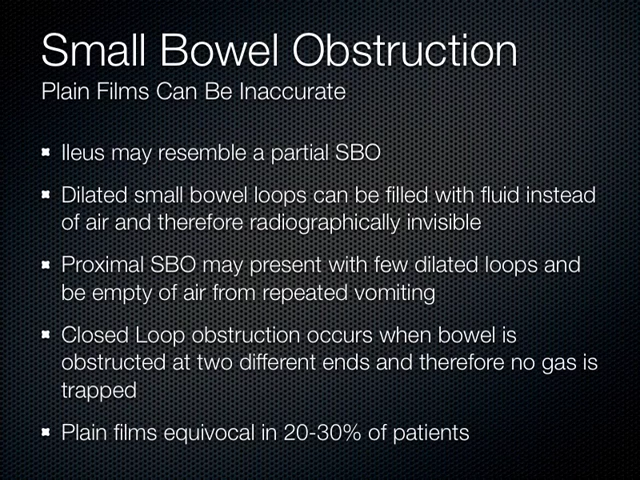 Small Bowel Obstruction
Plain Films Can Be Inaccurate
Ileus may resemble a partial SBO
Dilated small bowel loops can be filled with fluid instead
of air and therefore radiographically invisible
Proximal SBO may present with few dilated loops and
be empty of air from repeated vomiting
Closed Loop obstruction occurs when bowel is
obstructed at two different ends and therefore no gas is
trapped
Plain films equivocal in 20-30% of patients